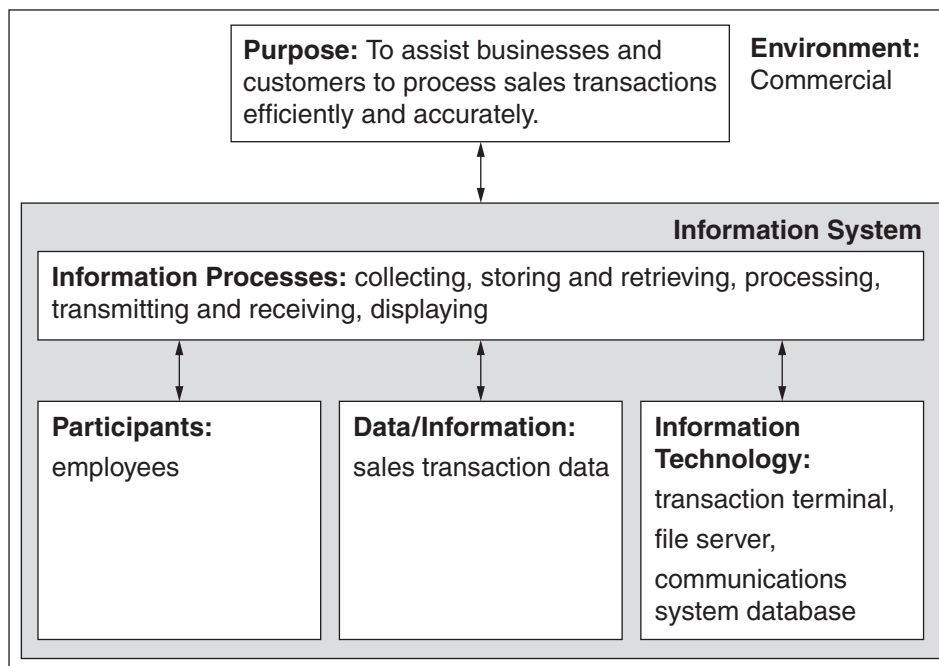 Purpose: To assist businesses and
customers to process sales transactions
efficiently and accurately.
Environment:
Commercial
Information System
Information Processes: collecting, storing and retrieving, processing,
transmitting and receiving, displaying
Participants:
employees
Data/Information:
sales transaction data
Information
Technology:
transaction terminal,
file server,
communications
system database